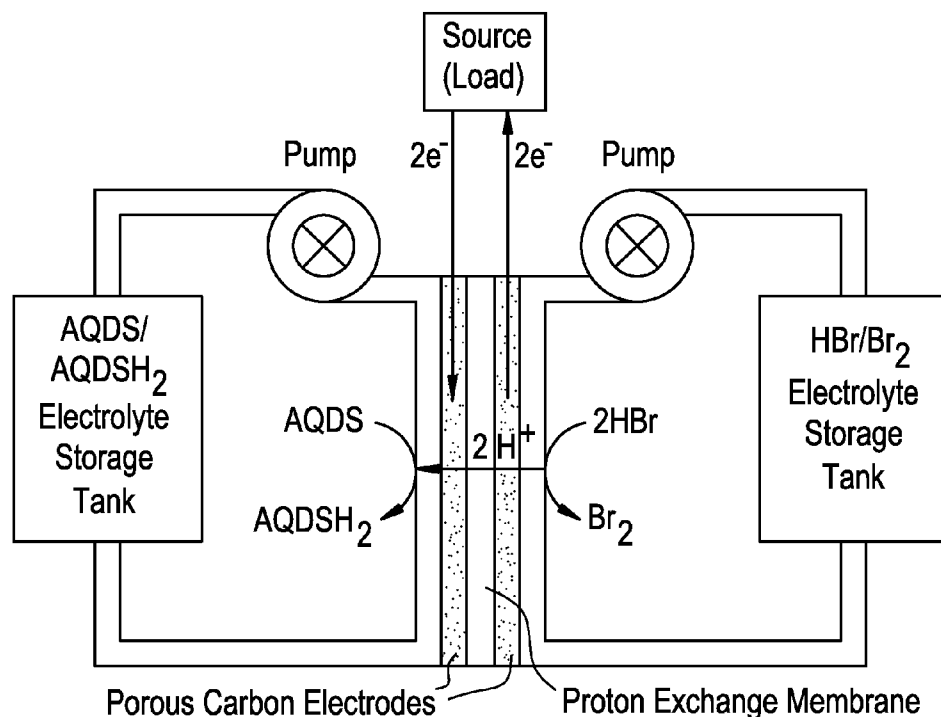 Source
(Load)
2e⁻
2e⁻
Pump
Pump
AQDS/
AQDSH₂
Electrolyte
Storage
Tank
HBr/Br₂
Electrolyte
Storage
Tank
AQDS
2 H⁺
2HBr
AQDSH₂
Br₂
Porous Carbon Electrodes
Proton Exchange Membrane